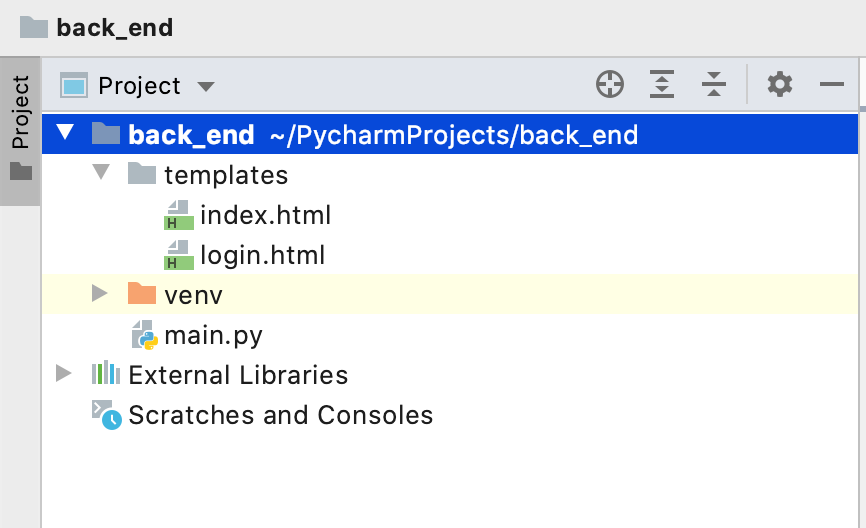 back_end
Project
Project
back_end ~/PycharmProjects/back_end
templates
H index.html
H login.html
venv
main.py
External Libraries
Scratches and Consoles